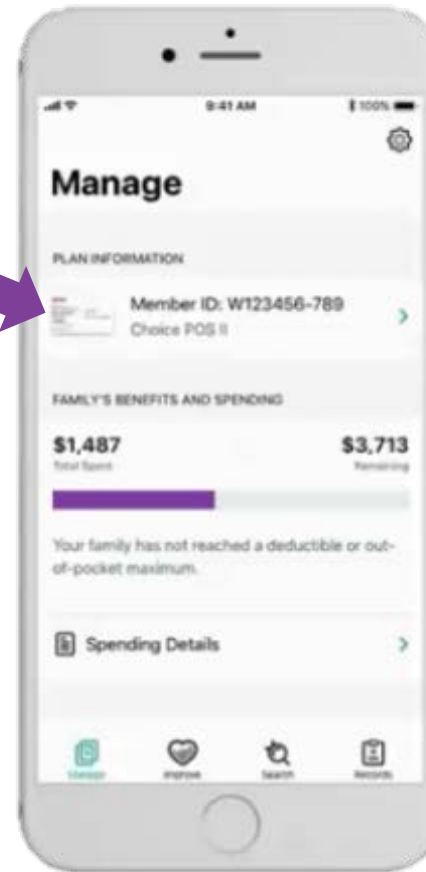 9:41 AM
100%
Manage
PLAN INFORMATION
Member ID: W123456-789
Choice POS II
FAMILY'S BENEFITS AND SPENDING
$1,487
$3,713
Total Spent
Remaining
Your family has not reached a deductible or out-
of-pocket maximum.
Spending Details
Manage
Improve
Search
Records